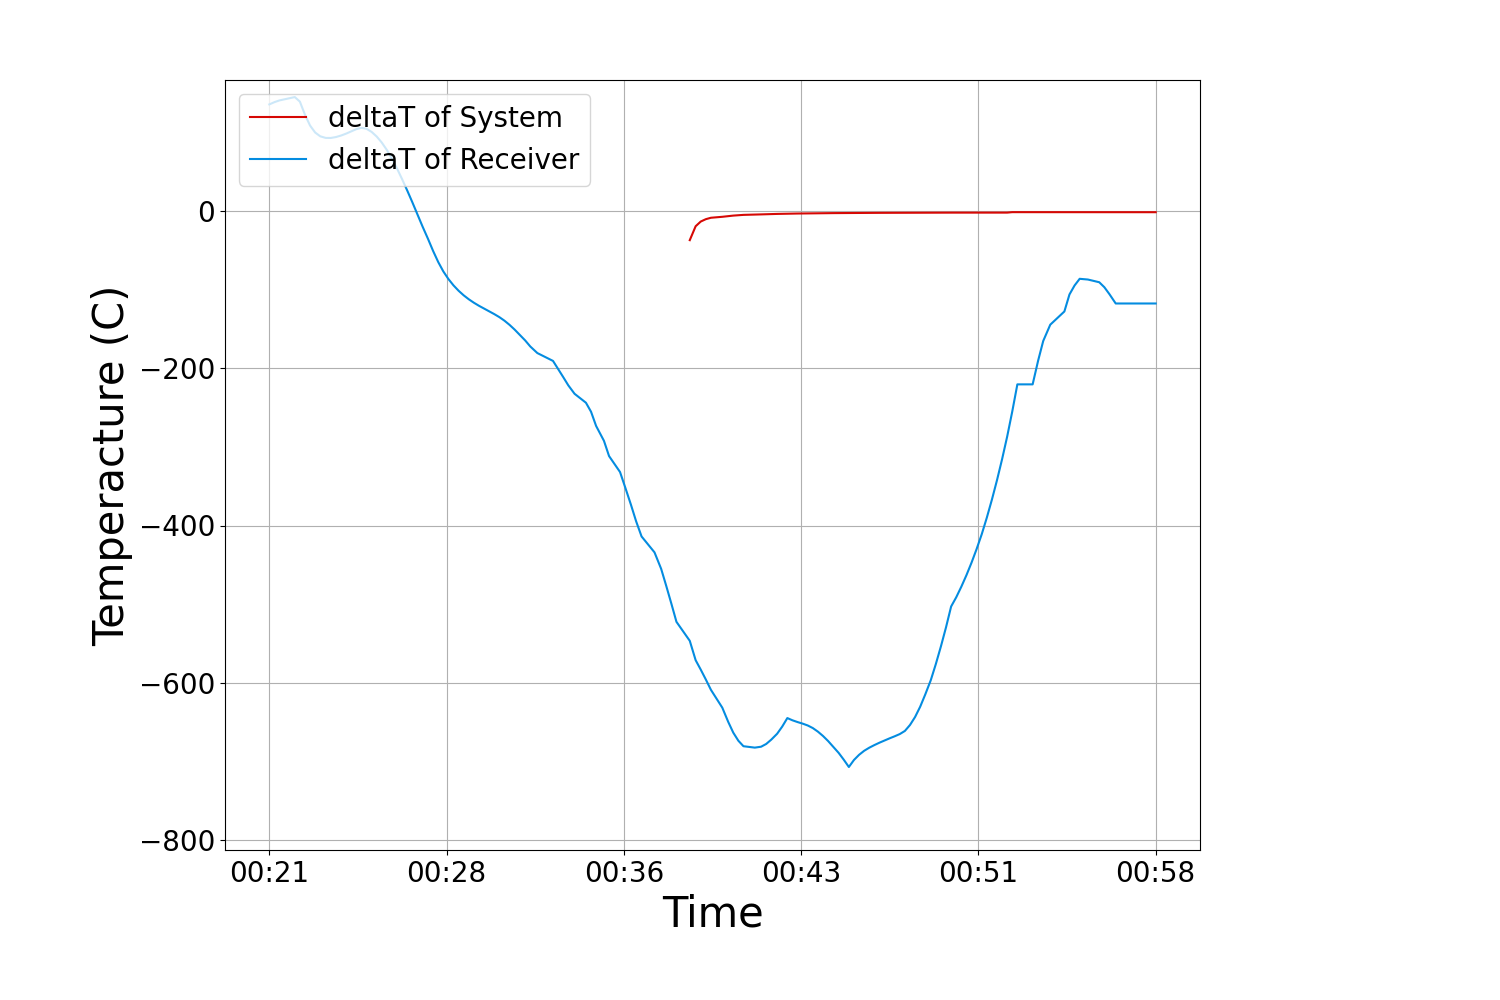 deltaT of System
deltaT of Receiver
0
−200
−400
−600
−800
Temperacture (C)
00:21 00:28 00:36 00:43 00:51 00:58
Time